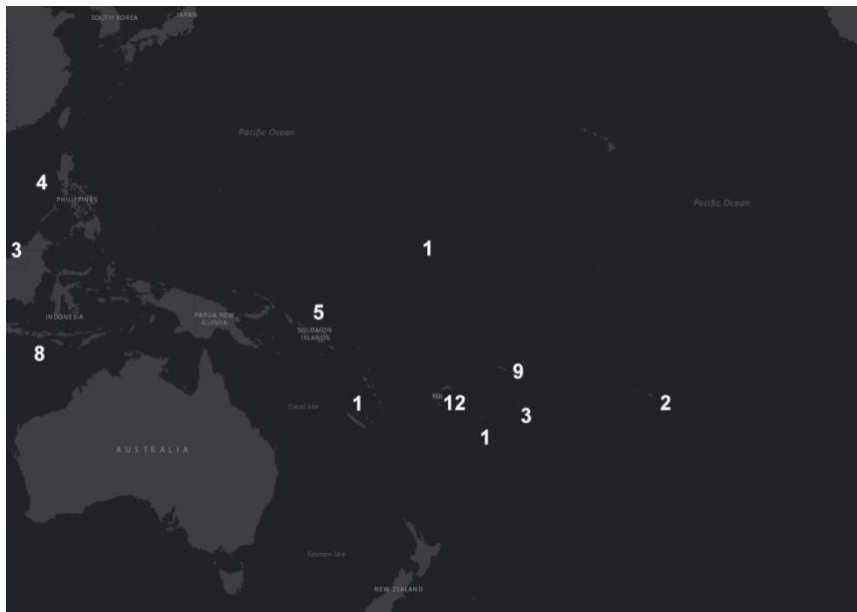 SOUTH KOREA
JAPAN
Pacific Ocean
4
PHILIPPINES
Pacific Ocean
3
1
5
INDONESIA
PAPUA NEW
GUINEA
SOLOMON
ISLANDS
8
9
FIJI
1
12
2
Coral Sea
3
1
AUSTRALIA
Tasman Sea
NEW ZEALAND